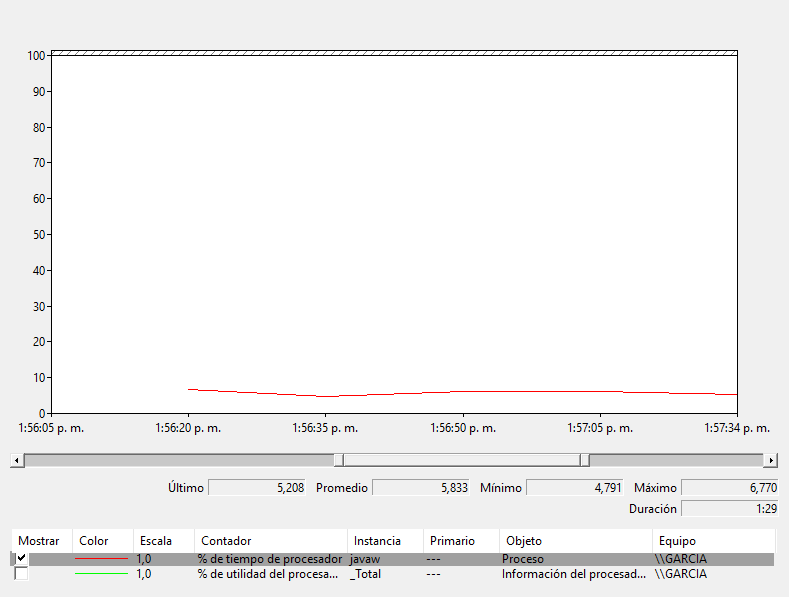 100
90
80
70
60
50
40
30
20
10
0
1:56:05 p. m. 1:56:20 p. m. 1:56:35 p. m. 1:56:50 p. m. 1:57:05 p. m. 1:57:34 p. m.
Último 5,208 Promedio 5,833 Mínimo 4,791 Máximo 6,770
Duración 1:29
Mostrar Color Escala Contador Instancia Primario Objeto Equipo
1,0 % de tiempo de procesador javaw --- Proceso \\GARCIA
1,0 % de utilidad del procesa... _Total --- Información del procesad... \\GARCIA